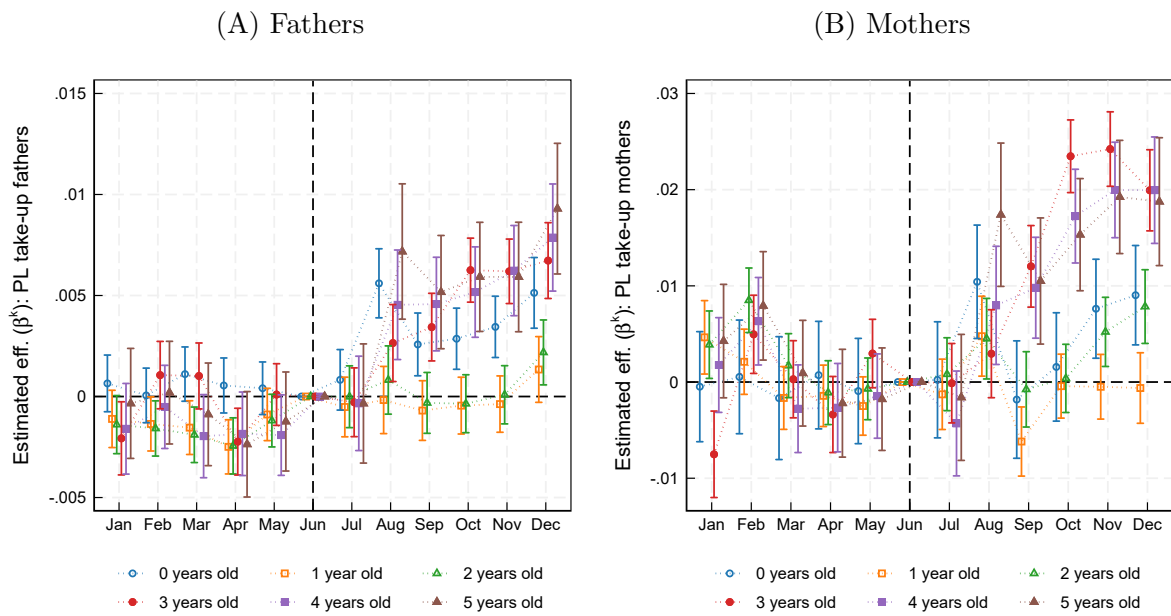 (A) Fathers
Estimated eff. (β^k): PL take-up fathers
.015
.01
.005
0
-.005
Jan Feb Mar Apr May Jun Jul Aug Sep Oct Nov Dec
0 years old 1 year old 2 years old
3 years old 4 years old 5 years old
(B) Mothers
Estimated eff. (β^k): PL take-up mothers
.03
.02
.01
0
-.01
Jan Feb Mar Apr May Jun Jul Aug Sep Oct Nov Dec
0 years old 1 year old 2 years old
3 years old 4 years old 5 years old